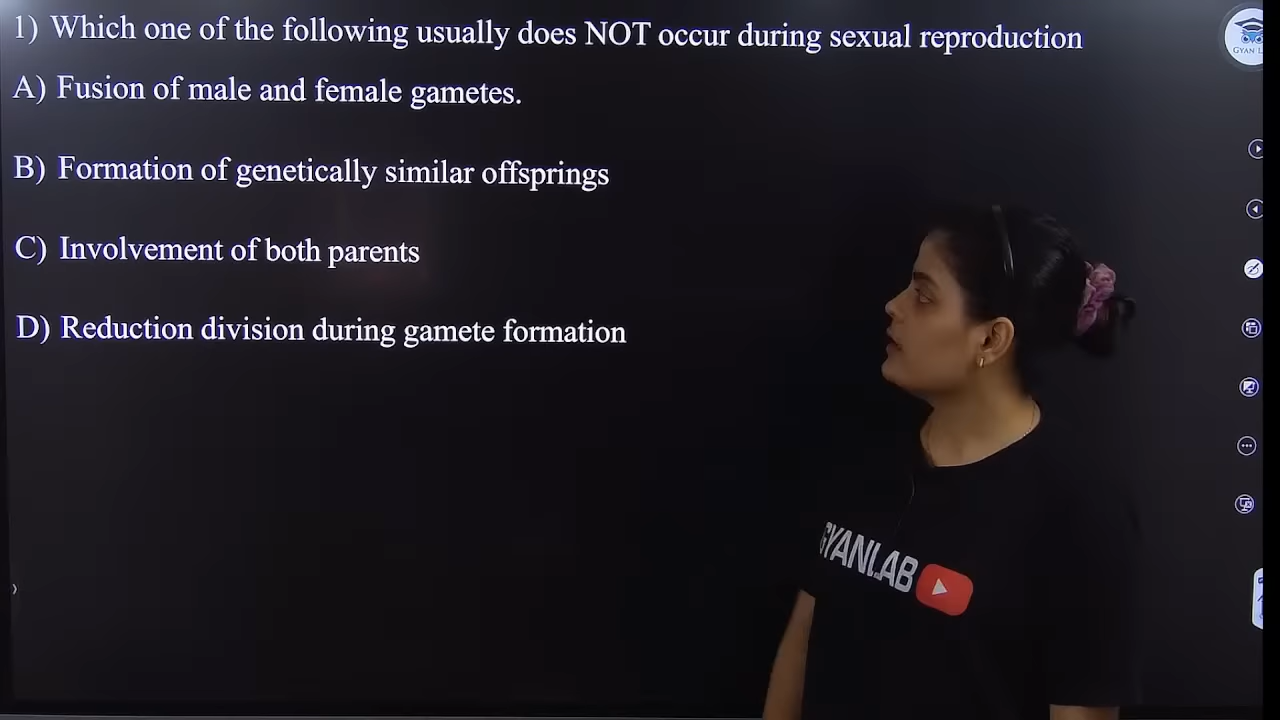 1) Which one of the following usually does NOT occur during sexual reproduction
A) Fusion of male and female gametes.
B) Formation of genetically similar offsprings
C) Involvement of both parents
D) Reduction division during gamete formation
GYAN L
GYANLAB